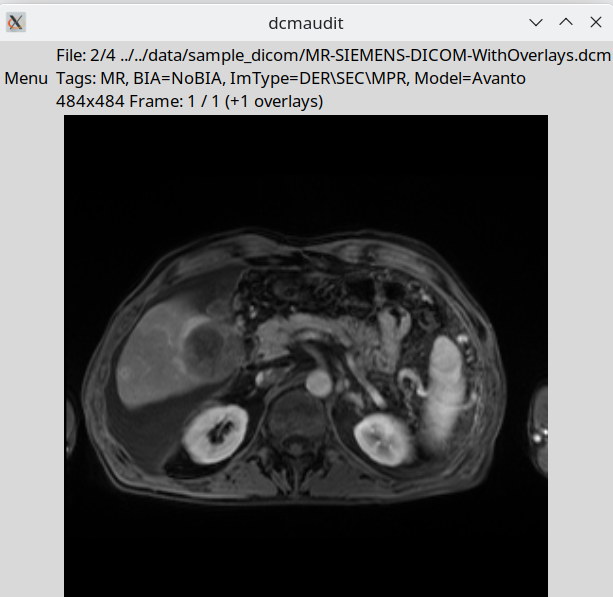 dcmaudit
File: 2/4 ../../data/sample_dicom/MR-SIEMENS-DICOM-WithOverlays.dcm
Menu Tags: MR, BIA=NoBIA, ImType=DER\SEC\MPR, Model=Avanto
484x484 Frame: 1 / 1 (+1 overlays)